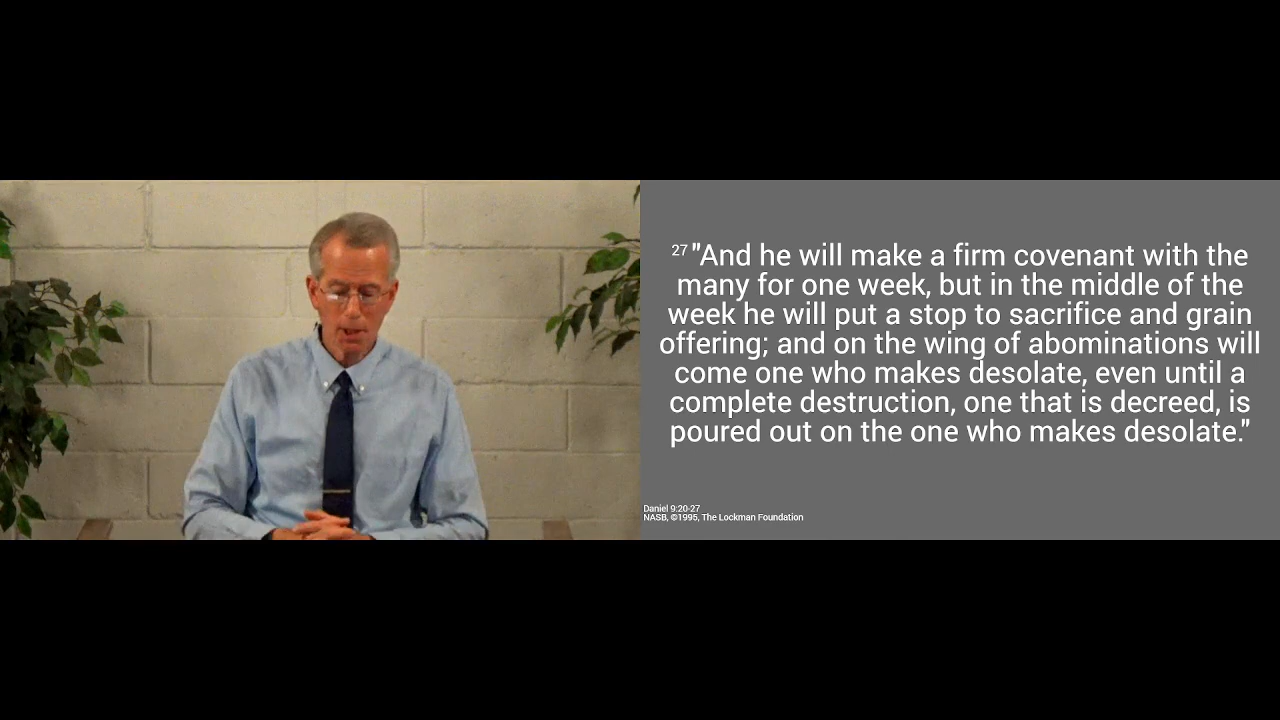 27 "And he will make a firm covenant with the
many for one week, but in the middle of the
week he will put a stop to sacrifice and grain
offering; and on the wing of abominations will
come one who makes desolate, even until a
complete destruction, one that is decreed, is
poured out on the one who makes desolate."
Daniel 9:20-27
NASB, ©1995, The Lockman Foundation